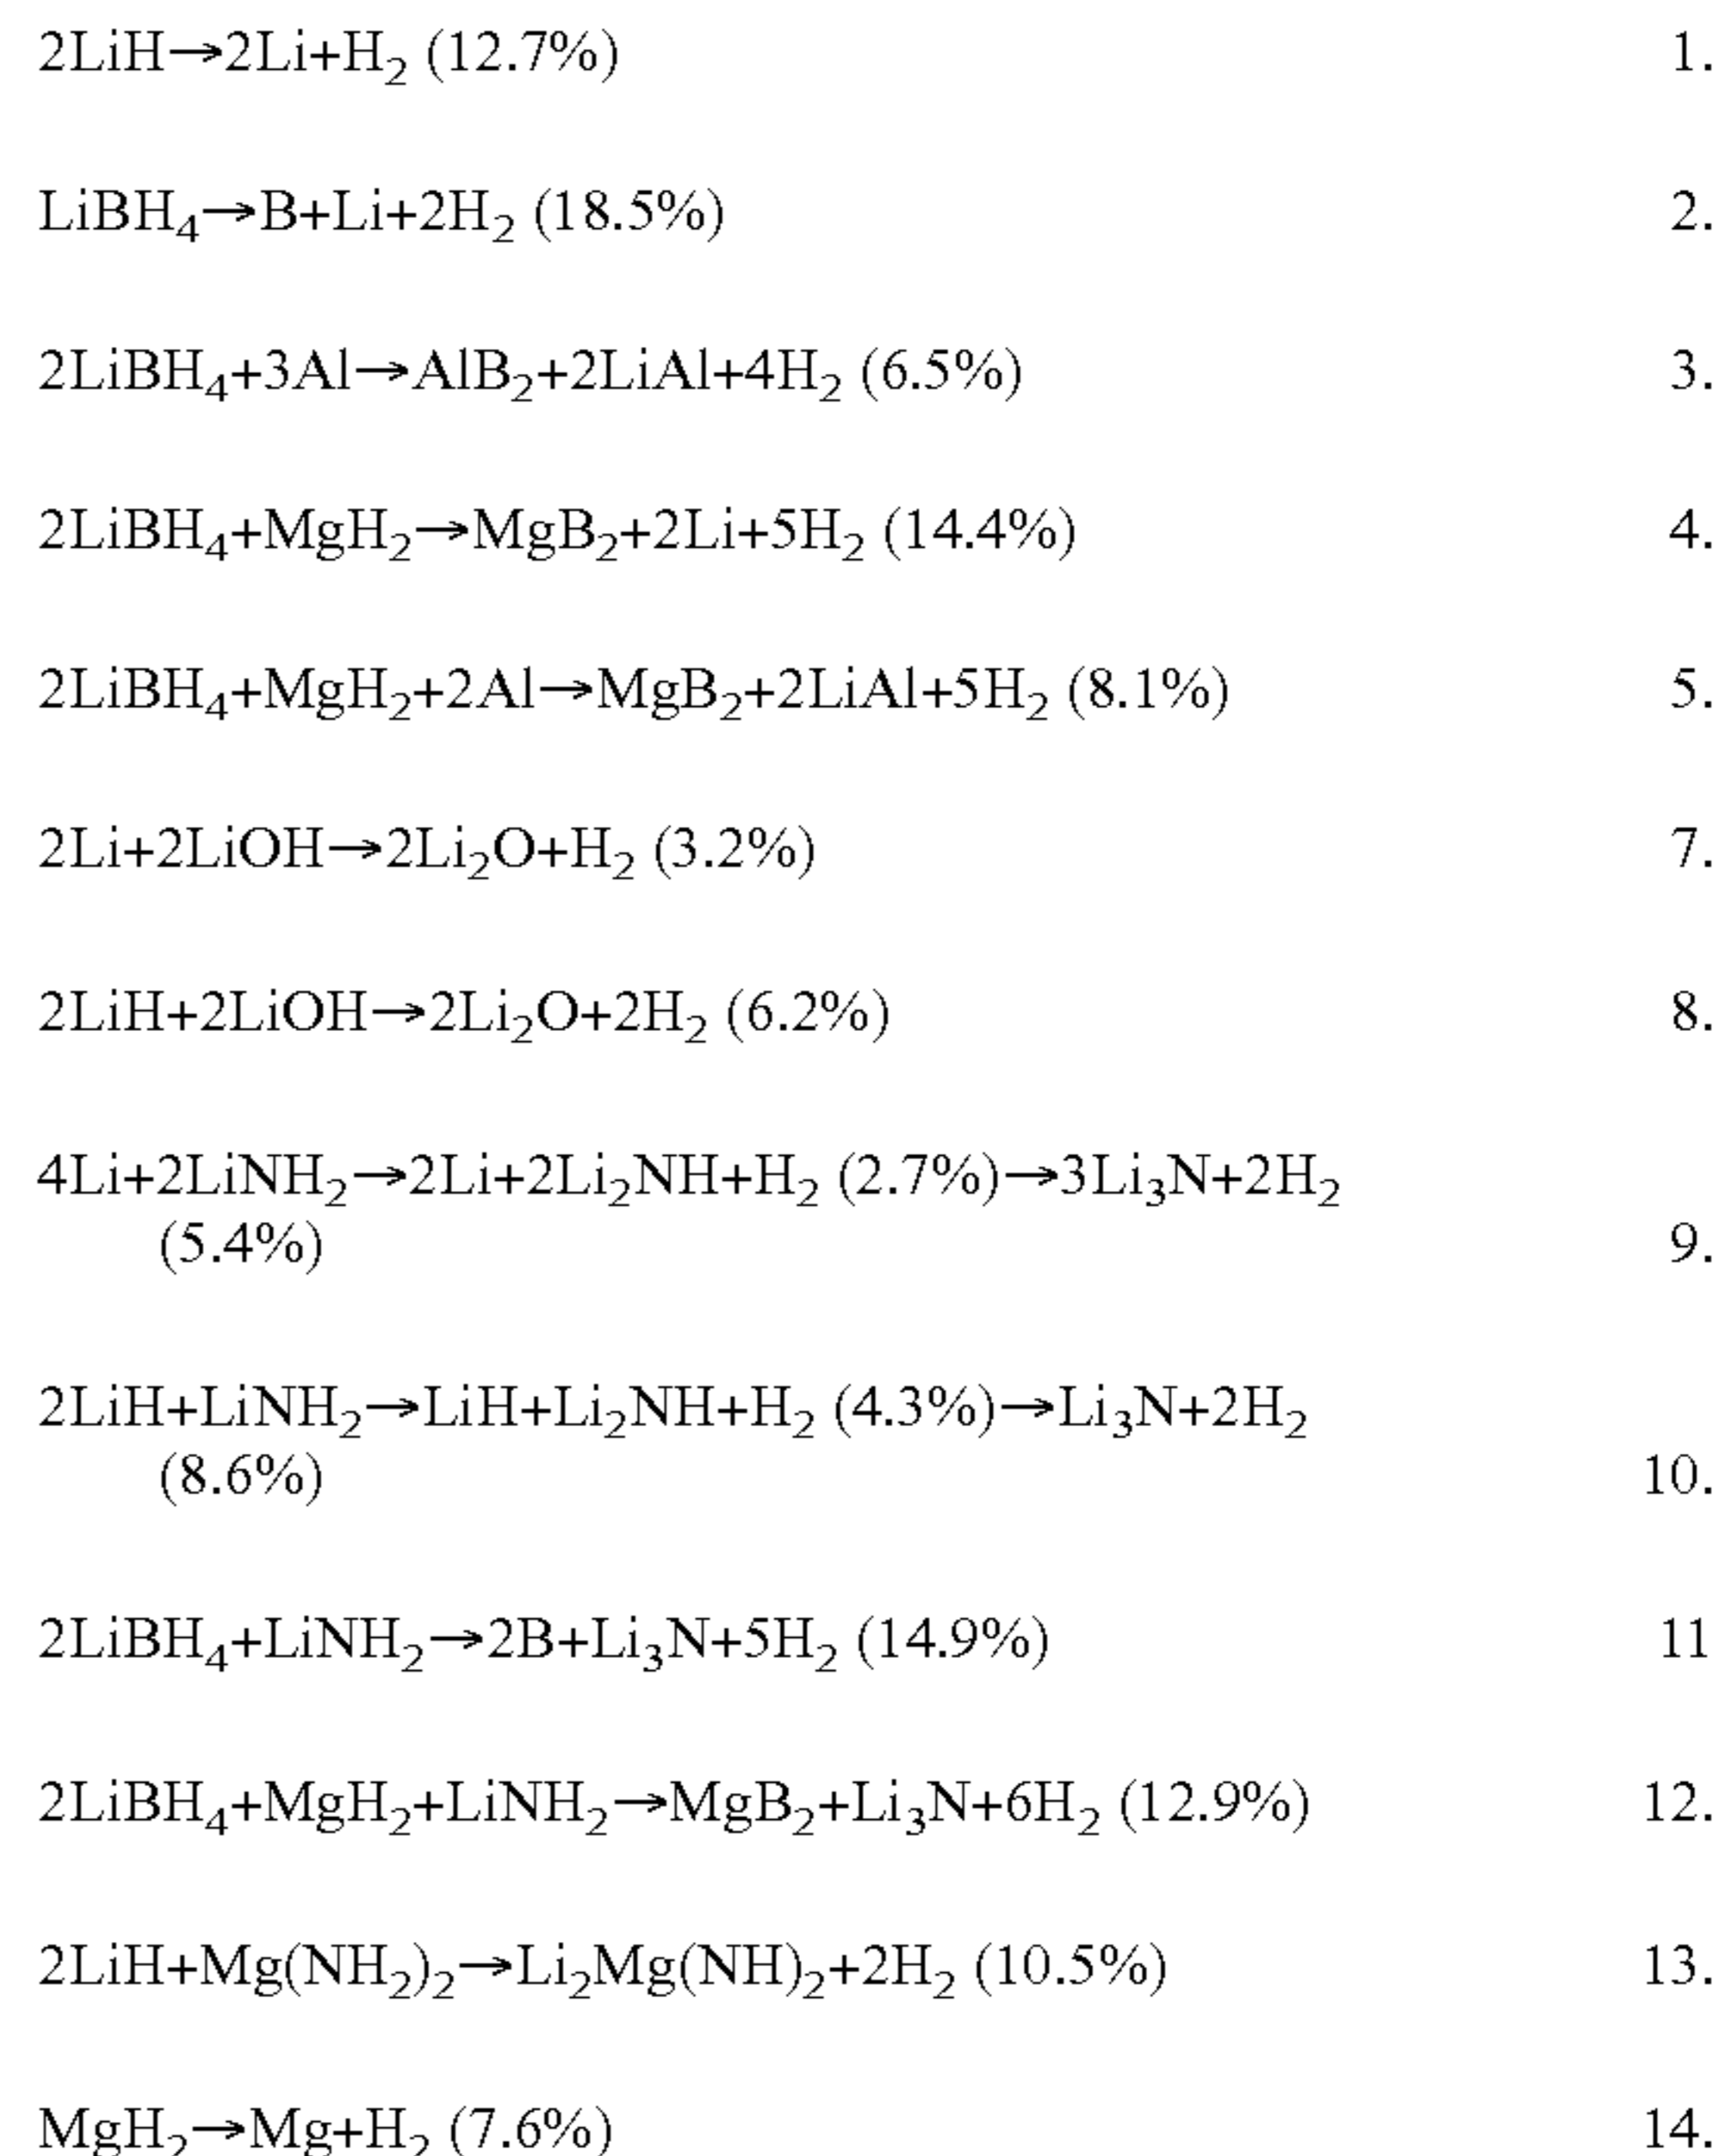 2LiH→2Li+H₂ (12.7%) 1.
LiBH₄→B+Li+2H₂ (18.5%) 2.
2LiBH₄+3Al→AlB₂+2LiAl+4H₂ (6.5%) 3.
2LiBH₄+MgH₂→MgB₂+2Li+5H₂ (14.4%) 4.
2LiBH₄+MgH₂+2Al→MgB₂+2LiAl+5H₂ (8.1%) 5.
2Li+2LiOH→2Li₂O+H₂ (3.2%) 7.
2LiH+2LiOH→2Li₂O+2H₂ (6.2%) 8.
4Li+2LiNH₂→2Li+2Li₂NH+H₂ (2.7%)→3Li₃N+2H₂
(5.4%) 9.
2LiH+LiNH₂→LiH+Li₂NH+H₂ (4.3%)→Li₃N+2H₂
(8.6%) 10.
2LiBH₄+LiNH₂→2B+Li₃N+5H₂ (14.9%) 11
2LiBH₄+MgH₂+LiNH₂→MgB₂+Li₃N+6H₂ (12.9%) 12.
2LiH+Mg(NH₂)₂→Li₂Mg(NH)₂+2H₂ (10.5%) 13.
MgH₂→Mg+H₂ (7.6%) 14.